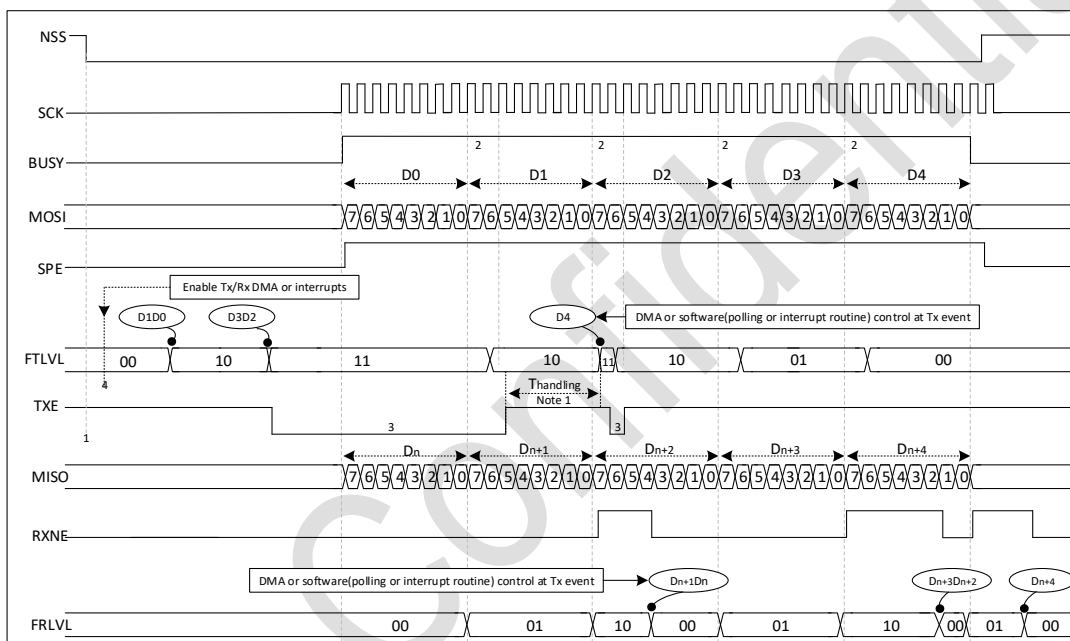 NSS
SCK
BUSY
2 2 2 2
D0 D1 D2 D3 D4
MOSI
7 6 5 4 3 2 1 0 7 6 5 4 3 2 1 0 7 6 5 4 3 2 1 0 7 6 5 4 3 2 1 0 7 6 5 4 3 2 1 0
SPE
Enable Tx/Rx DMA or interrupts
D1D0 D3D2 D4 DMA or software(polling or interrupt routine) control at Tx event
FTLVL 00 10 11 10 11 10 01 00
4
Thandling
Note 1
TXE
3 3
1
Dn Dn+1 Dn+2 Dn+3 Dn+4
MISO
7 6 5 4 3 2 1 0 7 6 5 4 3 2 1 0 7 6 5 4 3 2 1 0 7 6 5 4 3 2 1 0 7 6 5 4 3 2 1 0
RXNE
DMA or software(polling or interrupt routine) control at Tx event Dn+1Dn Dn+3Dn+2 Dn+4
FRLVL 00 01 10 00 01 10 00 01 00
Confidential